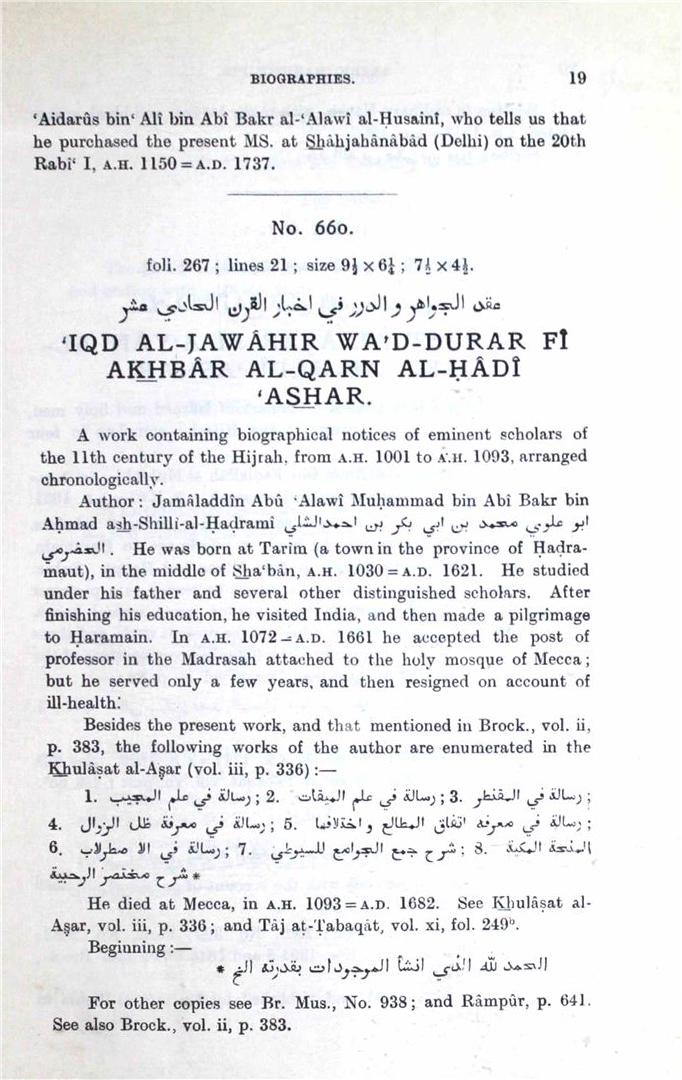 BIOGRAPHIES. 19
‘Aidarûs bin‘ Alî bin Abî Bakr al-‘Alawî al-Ḥusainî, who tells us that
he purchased the present MS. at Shâhjahânâbâd (Delhi) on the 20th
Rabî‘ I, A.H. 1150 = A.D. 1737.
No. 660.
foll. 267 ; lines 21 ; size 9½ × 6¼ ; 7½ × 4½.
عقد الجواهر و الدرر في اخبار القرن الحادي عشر
‘IQD AL-JAWÂHIR WA’D-DURAR FÎ
AKHBÂR AL-QARN AL-ḤÂDÎ
‘ASHAR.
A work containing biographical notices of eminent scholars of
the 11th century of the Hijrah, from A.H. 1001 to A.H. 1093, arranged
chronologically.
Author : Jamâladdîn Abû ‘Alawî Muḥammad bin Abî Bakr bin
Aḥmad ash-Shillî-al-Ḥaḍramî ابو علوي محمد بن ابي بكر بن احمد الشلي
الحضرمي . He was born at Tarîm (a town in the province of Ḥaḍra-
maut), in the middle of Sha‘bân, A.H. 1030 = A.D. 1621. He studied
under his father and several other distinguished scholars. After
finishing his education, he visited India, and then made a pilgrimage
to Ḥaramain. In A.H. 1072 = A.D. 1661 he accepted the post of
professor in the Madrasah attached to the holy mosque of Mecca ;
but he served only a few years, and then resigned on account of
ill-health.
Besides the present work, and that mentioned in Brock., vol. ii,
p. 383, the following works of the author are enumerated in the
Khulâṣat al-Aṣar (vol. iii, p. 336) :—
1. رسالة في علم المجيب ; 2. رسالة في علم الميقات ; 3. رسالة في المقنطر ;
4. رسالة في معرفة ظل الزوال ; 5. رسالة في معرفة اتفاق المطالع و اختلافها ;
6. رسالة في الاسطرلاب ; 7. شرح جمع الجوامع للسيوطي ; 8. النحفة المكية
شرح مختصر الرحبية *
He died at Mecca, in A.H. 1093 = A.D. 1682. See Khulâṣat al-
Aṣar, vol. iii, p. 336 ; and Tâj aṭ-Ṭabaqât, vol. xi, fol. 249ᵇ.
Beginning :—
الحمد لله الذي انشأ الموجودات بقدرته الخ *
For other copies see Br. Mus., No. 938 ; and Râmpûr, p. 641.
See also Brock., vol. ii, p. 383.